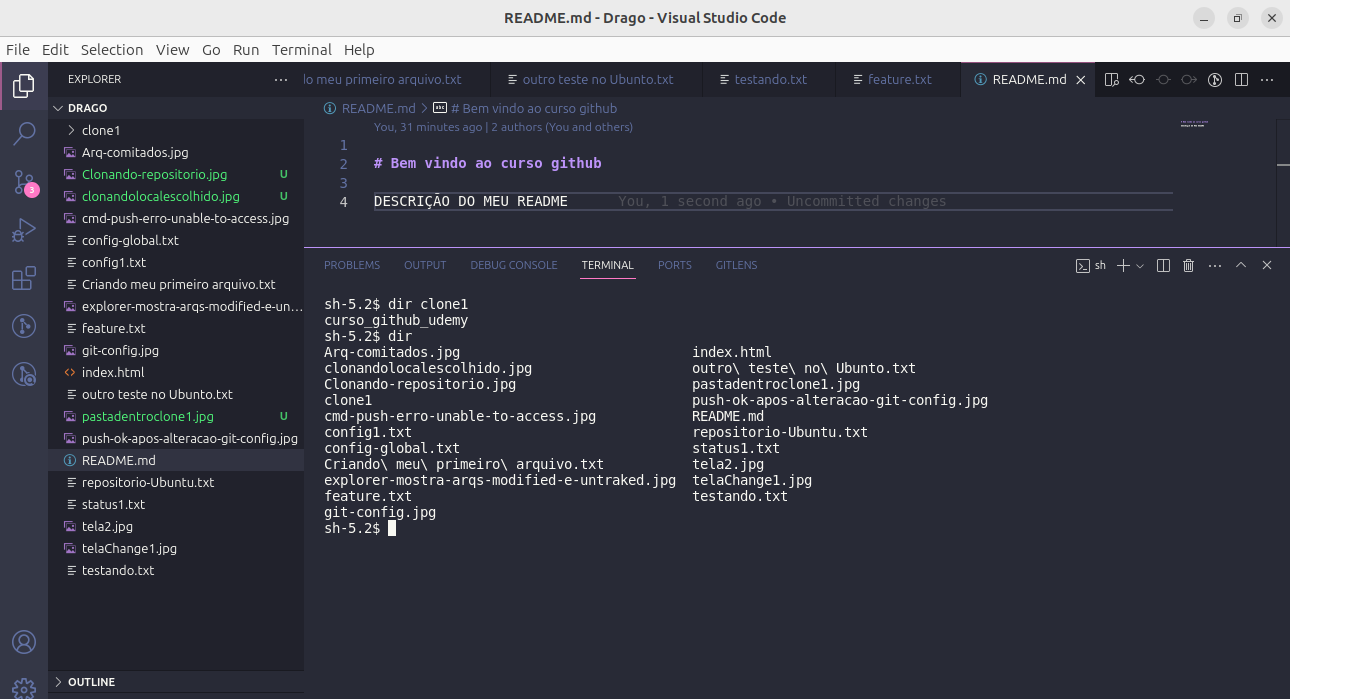 README.md - Drago - Visual Studio Code
File Edit Selection View Go Run Terminal Help
EXPLORER
DRAGO
clone1
Arq-comitados.jpg
Clonando-repositorio.jpg U
clonandolocalescolhido.jpg U
3
cmd-push-erro-unable-to-access.jpg
config-global.txt
config1.txt
Criando meu primeiro arquivo.txt
explorer-mostra-arqs-modified-e-un...
feature.txt
git-config.jpg
index.html
outro teste no Ubunto.txt
pastadentroclone1.jpg U
push-ok-apos-alteracao-git-config.jpg
README.md
repositorio-Ubuntu.txt
status1.txt
tela2.jpg
telaChange1.jpg
testando.txt
OUTLINE
do meu primeiro arquivo.txt outro teste no Ubunto.txt testando.txt feature.txt README.md
README.md > # Bem vindo ao curso github
You, 31 minutes ago | 2 authors (You and others)
1
2 # Bem vindo ao curso github
3
4 DESCRIÇÃO DO MEU README You, 1 second ago • Uncommitted changes
PROBLEMS OUTPUT DEBUG CONSOLE TERMINAL PORTS GITLENS sh
sh-5.2$ dir clone1
curso_github_udemy
sh-5.2$ dir
Arq-comitados.jpg index.html
clonandolocalescolhido.jpg outro\ teste\ no\ Ubunto.txt
Clonando-repositorio.jpg pastadentroclone1.jpg
clone1 push-ok-apos-alteracao-git-config.jpg
cmd-push-erro-unable-to-access.jpg README.md
config1.txt repositorio-Ubuntu.txt
config-global.txt status1.txt
Criando\ meu\ primeiro\ arquivo.txt tela2.jpg
explorer-mostra-arqs-modified-e-untraked.jpg telaChange1.jpg
feature.txt testando.txt
git-config.jpg
sh-5.2$